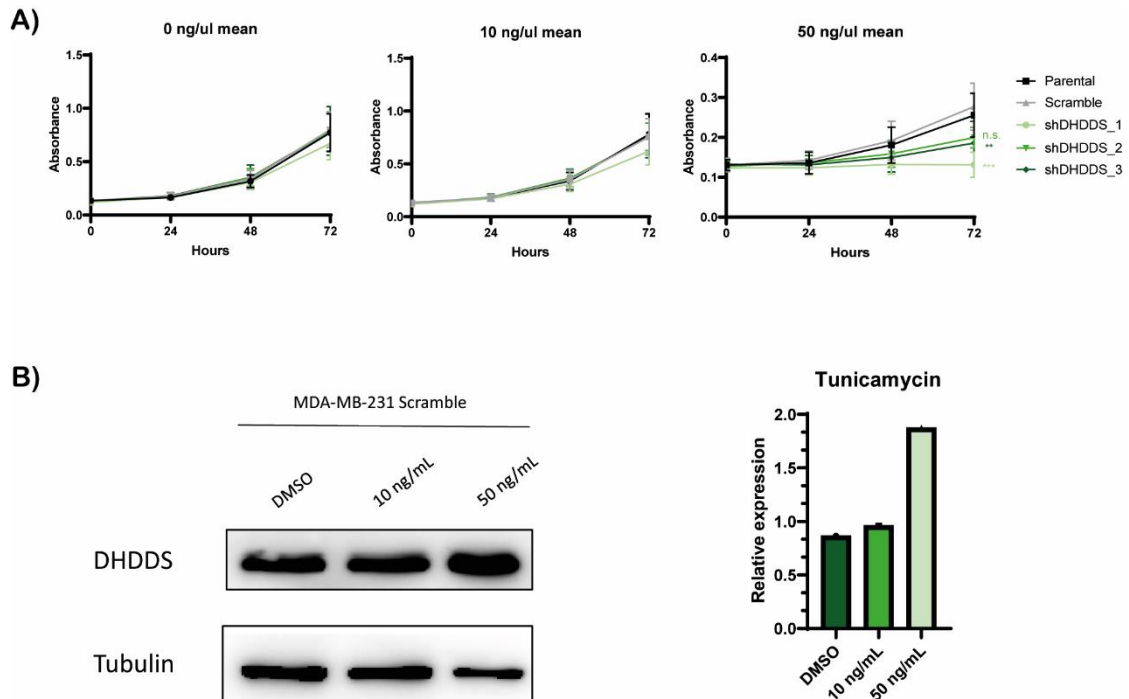 A)
0 ng/ul mean
10 ng/ul mean
50 ng/ul mean
Absorbance
1.5
1.0
0.5
0.0
0
24
48
72
Hours
Absorbance
1.5
1.0
0.5
0.0
0
24
48
72
Hours
Absorbance
0.4
0.3
0.2
0.1
0.0
0
24
48
72
Hours
n.s.
**
***
Parental
Scramble
shDHDDS_1
shDHDDS_2
shDHDDS_3
B)
MDA-MB-231 Scramble
DMSO
10 ng/mL
50 ng/mL
DHDDS
Tubulin
Tunicamycin
Relative expression
2.0
1.5
1.0
0.5
0.0
DMSO
10 ng/mL
50 ng/mL